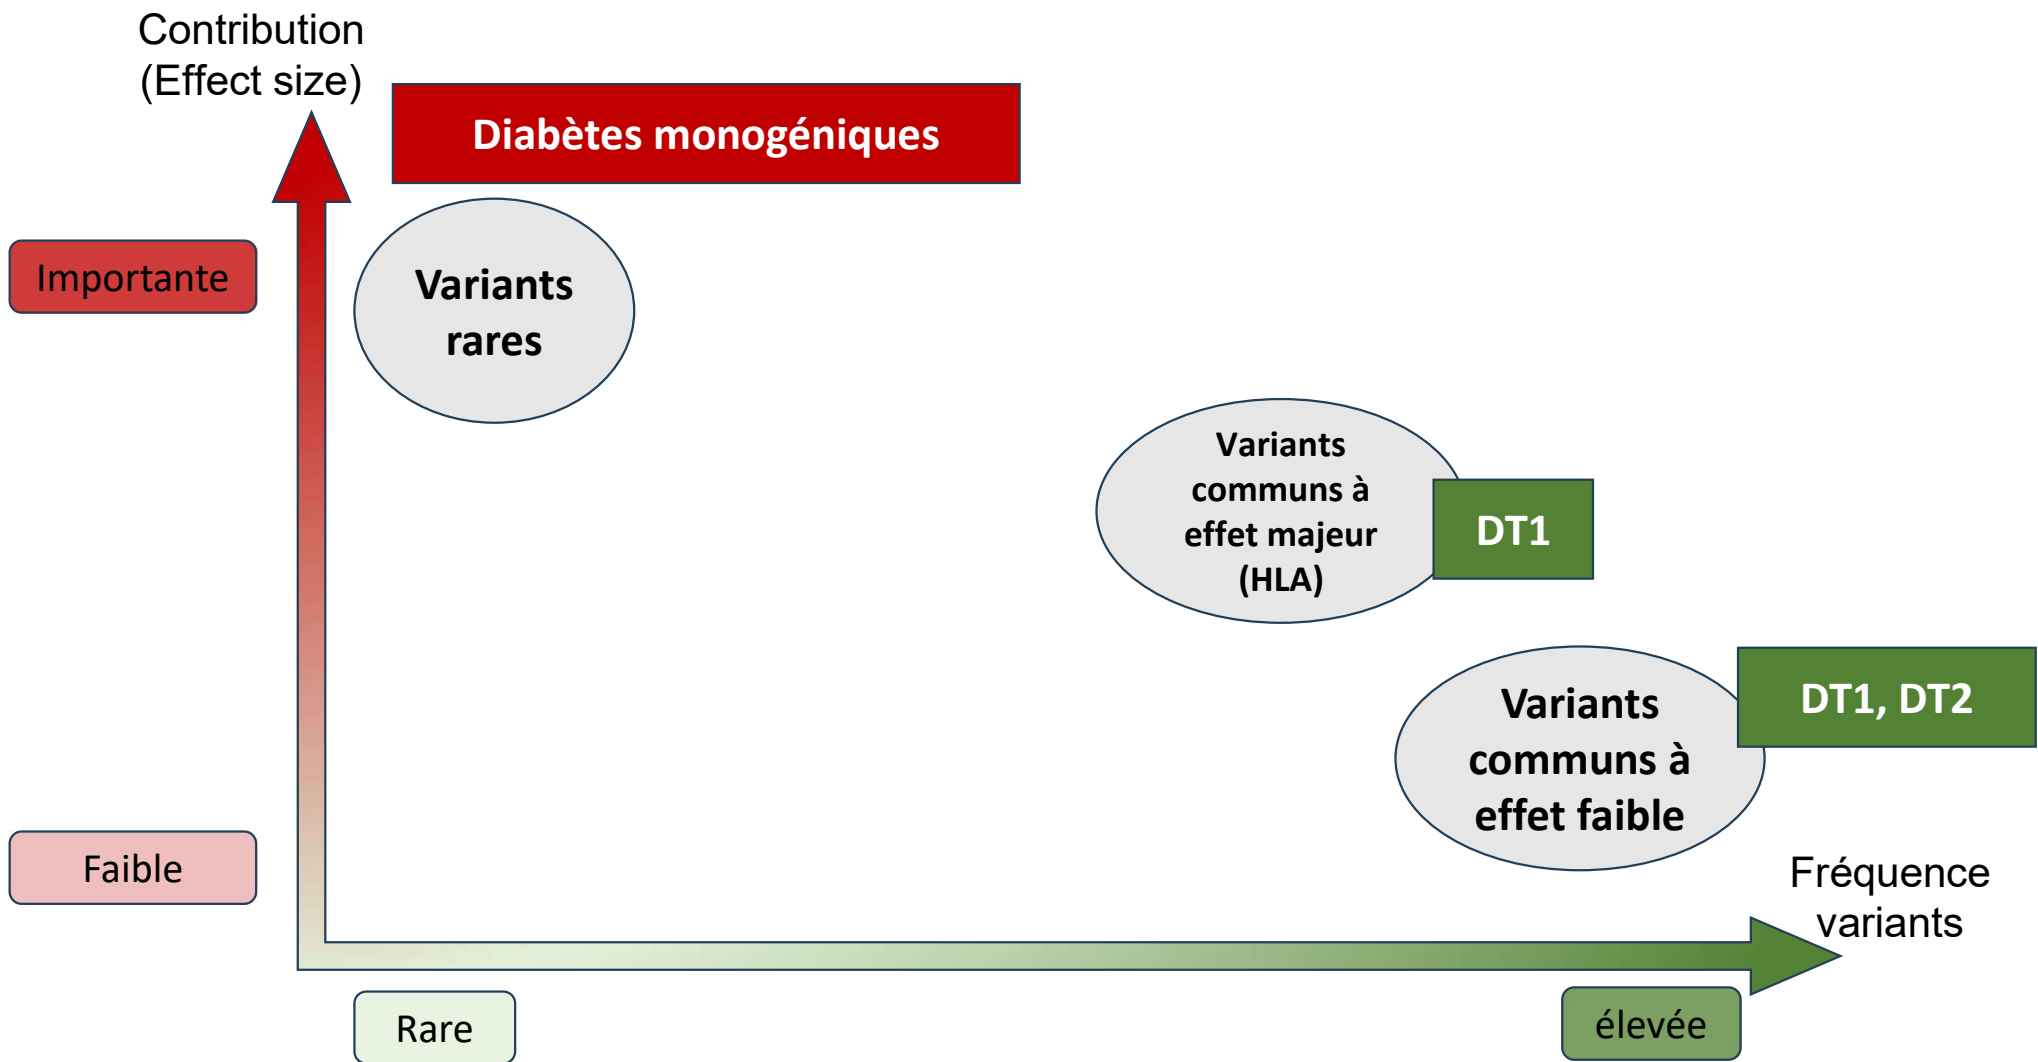 Contribution
(Effect size)
Diabètes monogéniques
Importante
Variants
rares
Variants
communs à
effet majeur
(HLA)
DT1
DT1, DT2
Variants
communs à
effet faible
Faible
Fréquence
variants
Rare
élevée